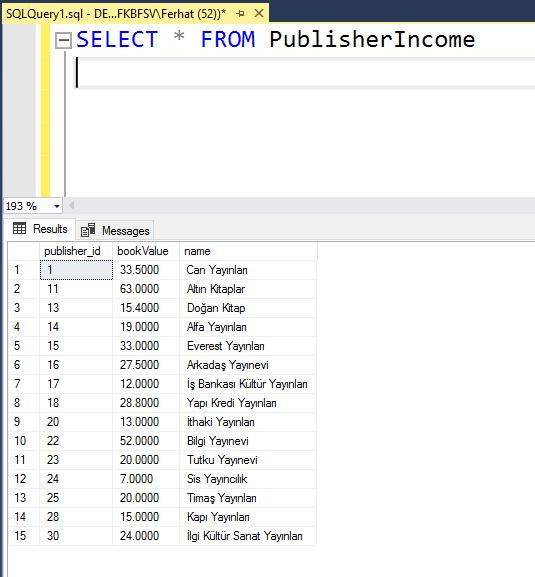 SQLQuery1.sql - DE...FKBFSV\Ferhat (52))*
SELECT * FROM PublisherIncome
193 %
Results Messages
publisher_id bookValue name
1 1 33.5000 Can Yayınları
2 11 63.0000 Altın Kitaplar
3 13 15.4000 Doğan Kitap
4 14 19.0000 Alfa Yayınları
5 15 33.0000 Everest Yayınları
6 16 27.5000 Arkadaş Yayınevi
7 17 12.0000 İş Bankası Kültür Yayınları
8 18 28.8000 Yapı Kredi Yayınları
9 20 13.0000 İthaki Yayınları
10 22 52.0000 Bilgi Yayınevi
11 23 20.0000 Tutku Yayınevi
12 24 7.0000 Sis Yayıncılık
13 25 20.0000 Timaş Yayınları
14 28 15.0000 Kapı Yayınları
15 30 24.0000 İlgi Kültür Sanat Yayınları